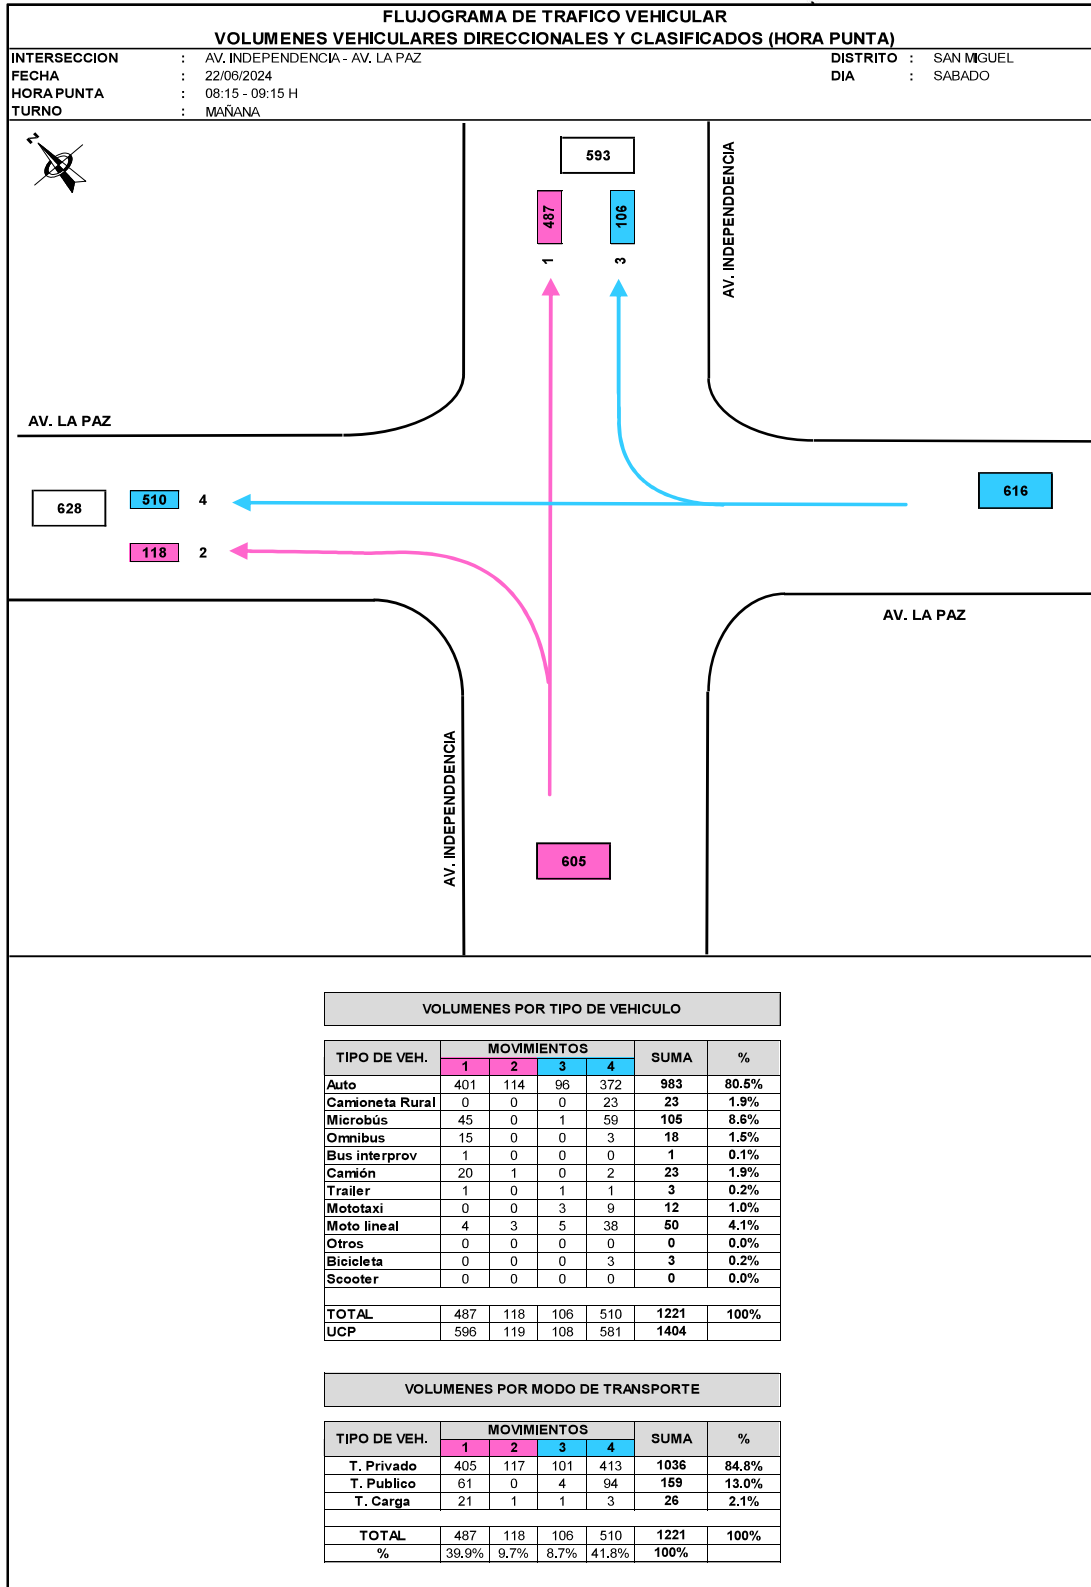 FLUJOGRAMA DE TRAFICO VEHICULAR
VOLUMENES VEHICULARES DIRECCIONALES Y CLASIFICADOS (HORA PUNTA)
INTERSECCION : AV. INDEPENDENCIA - AV. LA PAZ DISTRITO : SAN MIGUEL
FECHA : 22/06/2024 DIA : SABADO
HORA PUNTA : 08:15 - 09:15 H
TURNO : MAÑANA
N
593
487 106
1 3
AV. INDEPENDDENCIA
AV. LA PAZ
628 510 4 616
118 2
AV. LA PAZ
AV. INDEPENDDENCIA
605
VOLUMENES POR TIPO DE VEHICULO
TIPO DE VEH. MOVIMIENTOS SUMA %
1 2 3 4
Auto 401 114 96 372 983 80.5%
Camioneta Rural 0 0 0 23 23 1.9%
Microbús 45 0 1 59 105 8.6%
Omnibus 15 0 0 3 18 1.5%
Bus interprov 1 0 0 0 1 0.1%
Camión 20 1 0 2 23 1.9%
Trailer 1 0 1 1 3 0.2%
Mototaxi 0 0 3 9 12 1.0%
Moto lineal 4 3 5 38 50 4.1%
Otros 0 0 0 0 0 0.0%
Bicicleta 0 0 0 3 3 0.2%
Scooter 0 0 0 0 0 0.0%
TOTAL 487 118 106 510 1221 100%
UCP 596 119 108 581 1404
VOLUMENES POR MODO DE TRANSPORTE
TIPO DE VEH. MOVIMIENTOS SUMA %
1 2 3 4
T. Privado 405 117 101 413 1036 84.8%
T. Publico 61 0 4 94 159 13.0%
T. Carga 21 1 1 3 26 2.1%
TOTAL 487 118 106 510 1221 100%
% 39.9% 9.7% 8.7% 41.8% 100%